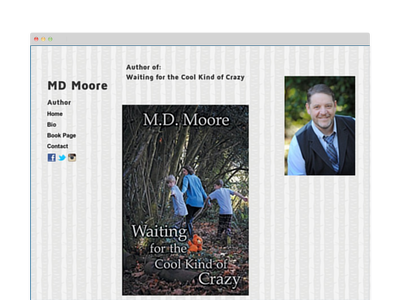 MD Moore
Author
Home
Bio
Book Page
Contact
Author of:
Waiting for the Cool Kind of Crazy
M.D. Moore
Waiting
for the
Cool Kind of
Crazy